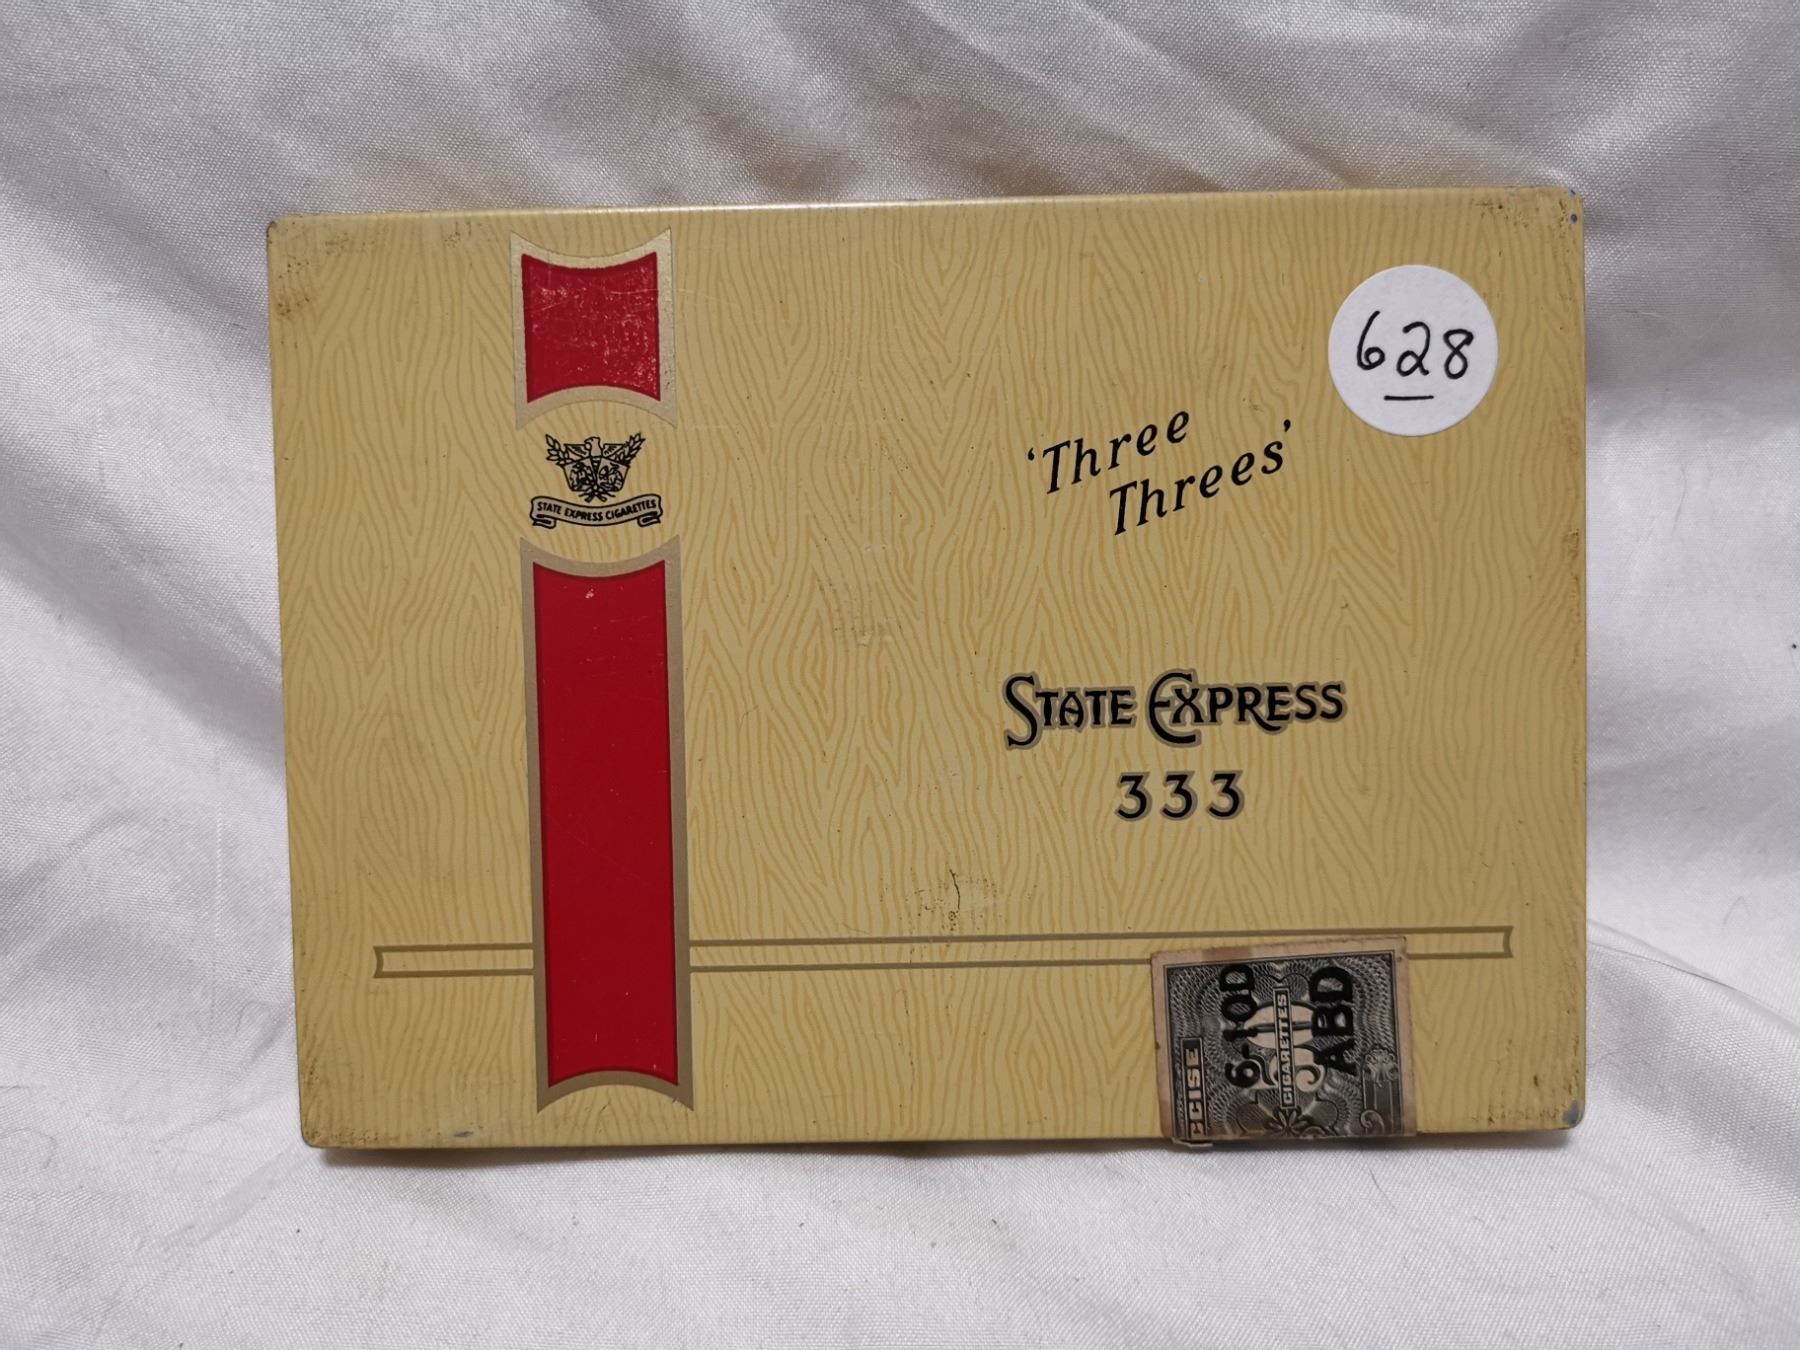 628
'Three
Threes'
STATE EXPRESS CIGARETTES
STATE EXPRESS
333
CIGARETTES
6-10D
ABD